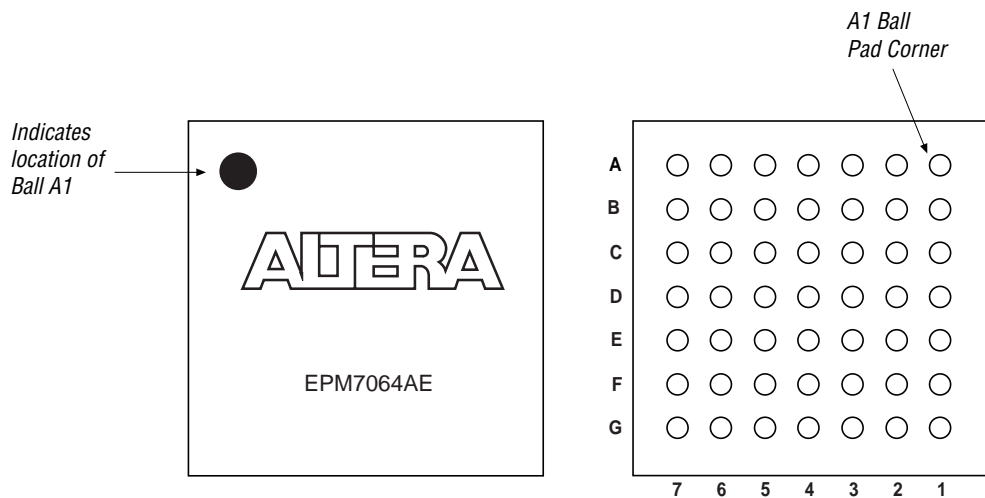 A1 Ball
Pad Corner
Indicates
location of
Ball A1
ALTERA
EPM7064AE
A
B
C
D
E
F
G
7 6 5 4 3 2 1